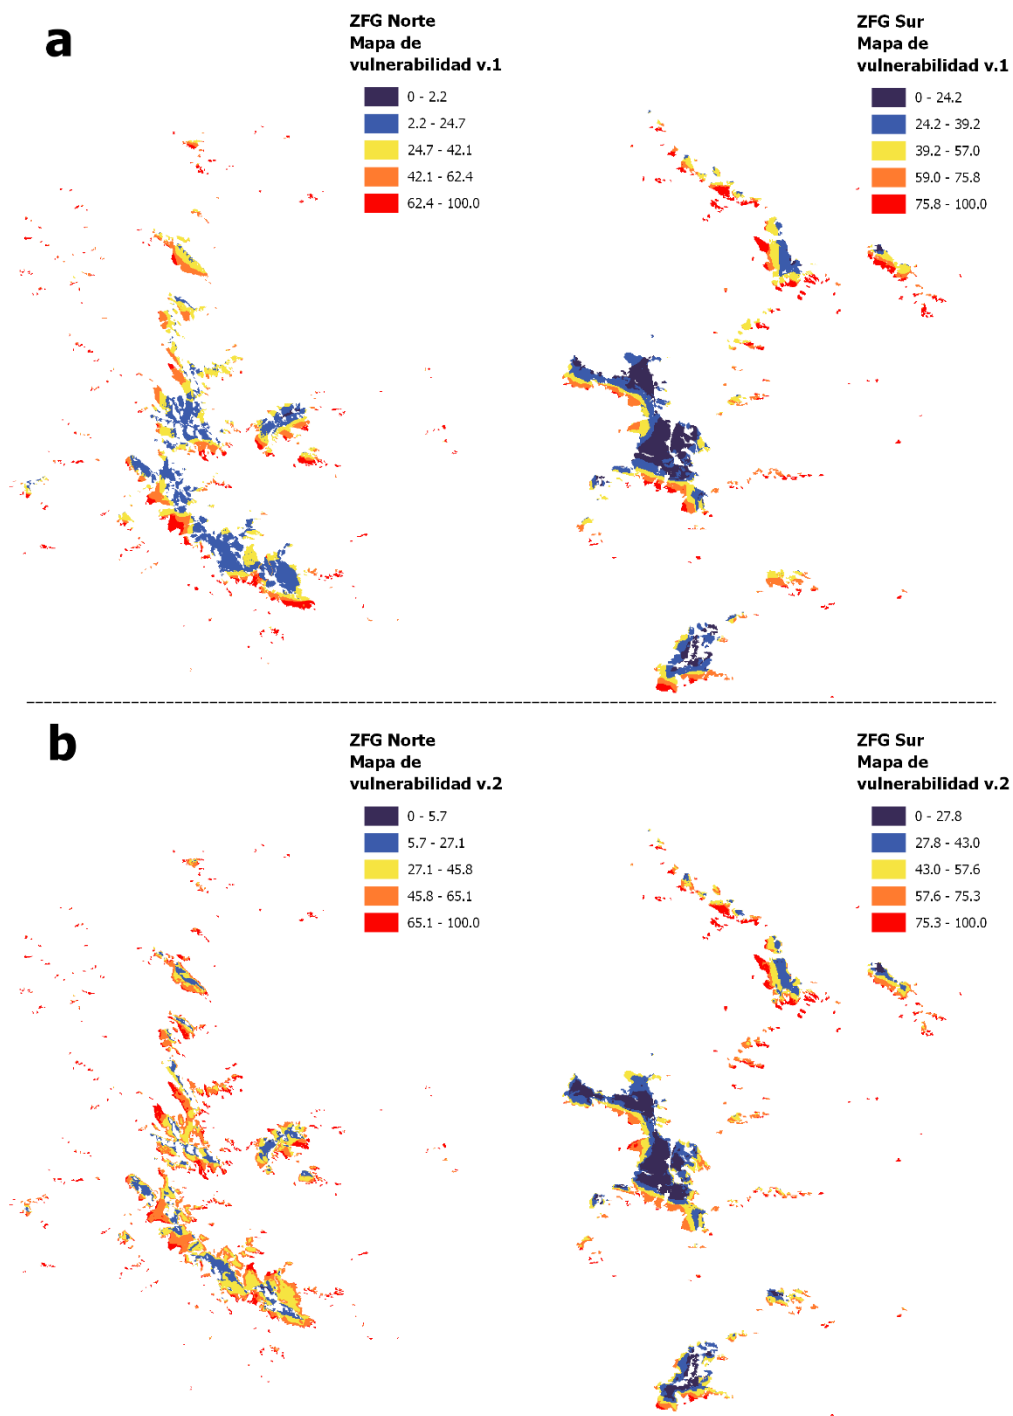 a
ZFG Norte
Mapa de
vulnerabilidad v.1
0 - 2.2
2.2 - 24.7
24.7 - 42.1
42.1 - 62.4
62.4 - 100.0
ZFG Sur
Mapa de
vulnerabilidad v.1
0 - 24.2
24.2 - 39.2
39.2 - 57.0
59.0 - 75.8
75.8 - 100.0
b
ZFG Norte
Mapa de
vulnerabilidad v.2
0 - 5.7
5.7 - 27.1
27.1 - 45.8
45.8 - 65.1
65.1 - 100.0
ZFG Sur
Mapa de
vulnerabilidad v.2
0 - 27.8
27.8 - 43.0
43.0 - 57.6
57.6 - 75.3
75.3 - 100.0